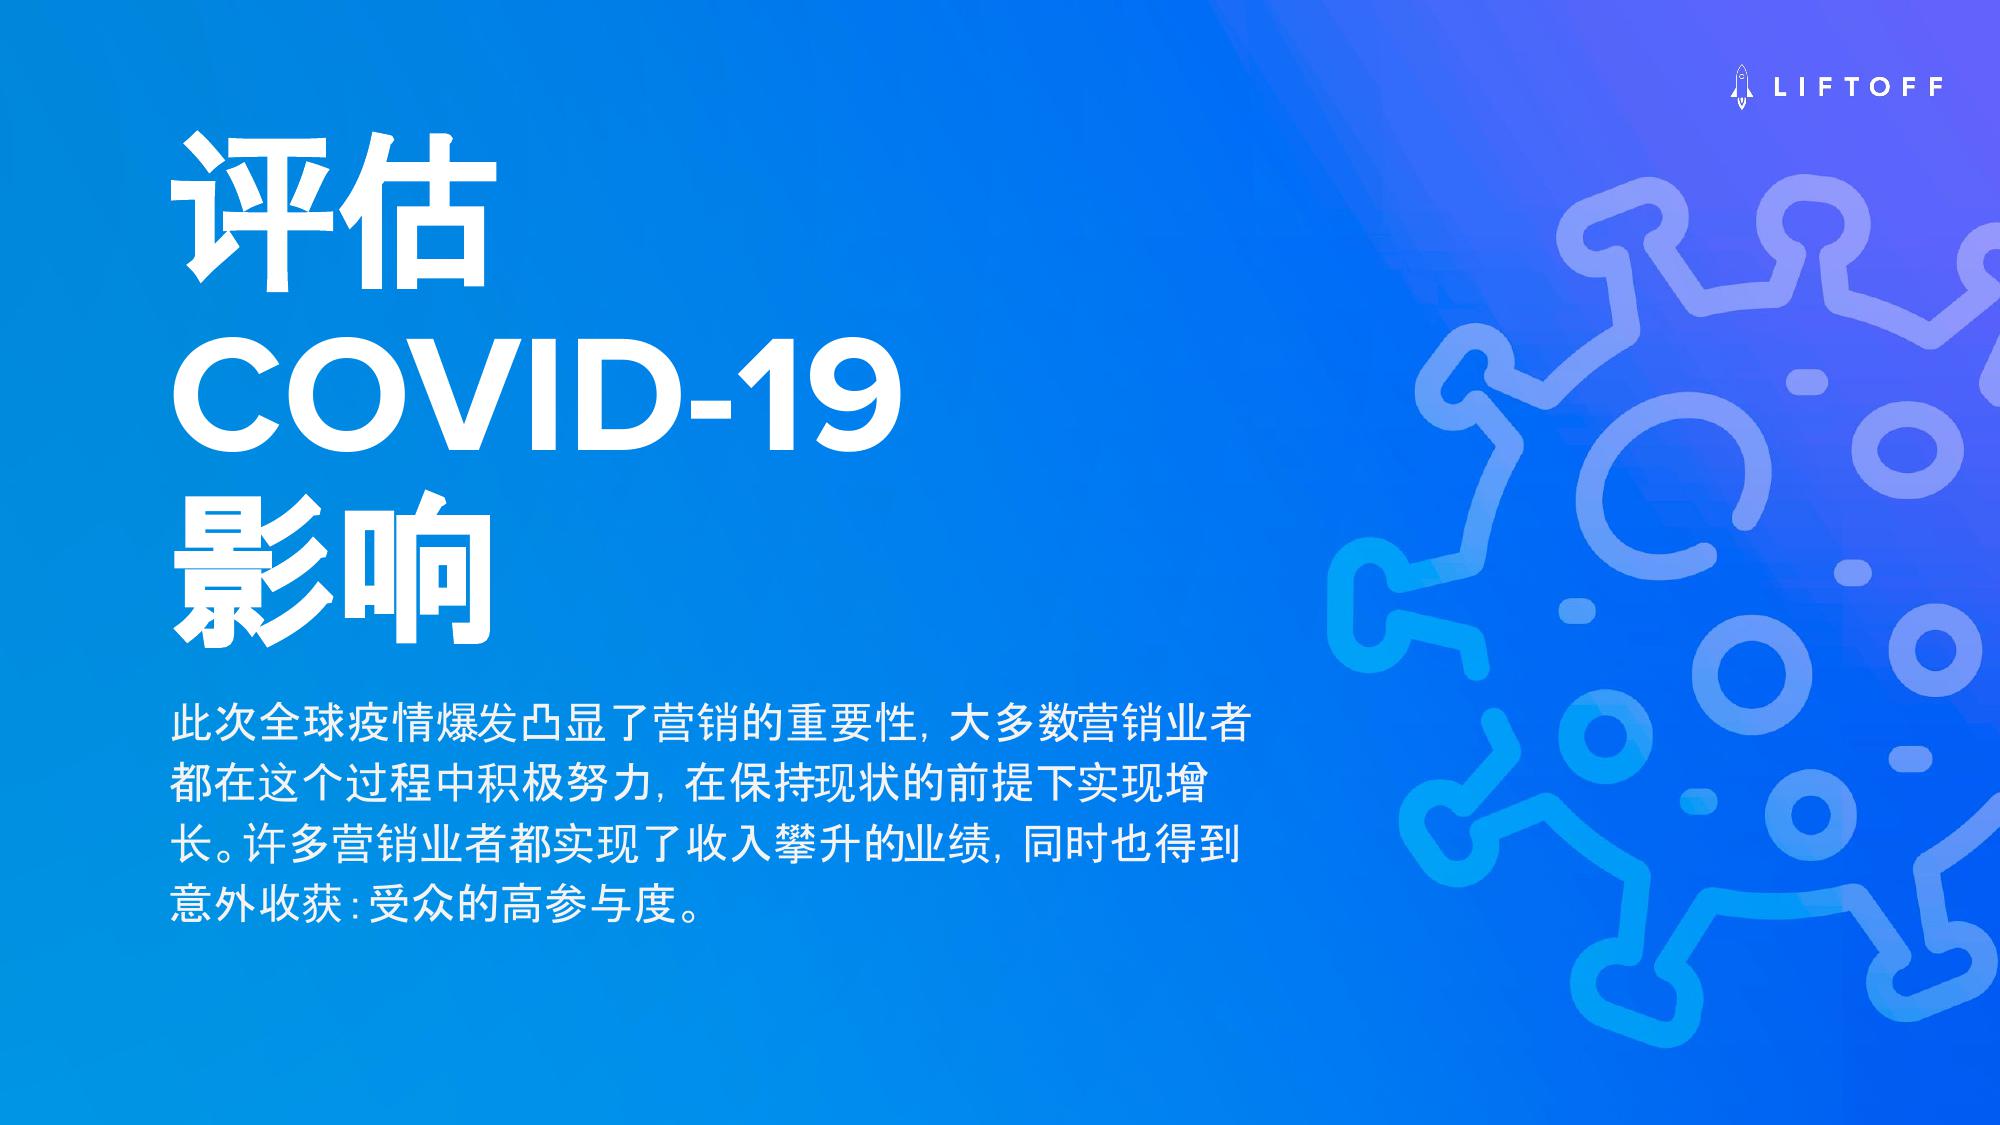 LIFTOFF
评估
COVID-19
影响
此次全球疫情爆发凸显了营销的重要性，大多数营销业者
都在这个过程中积极努力，在保持现状的前提下实现增
长。许多营销业者都实现了收入攀升的业绩，同时也得到
意外收获：受众的高参与度。